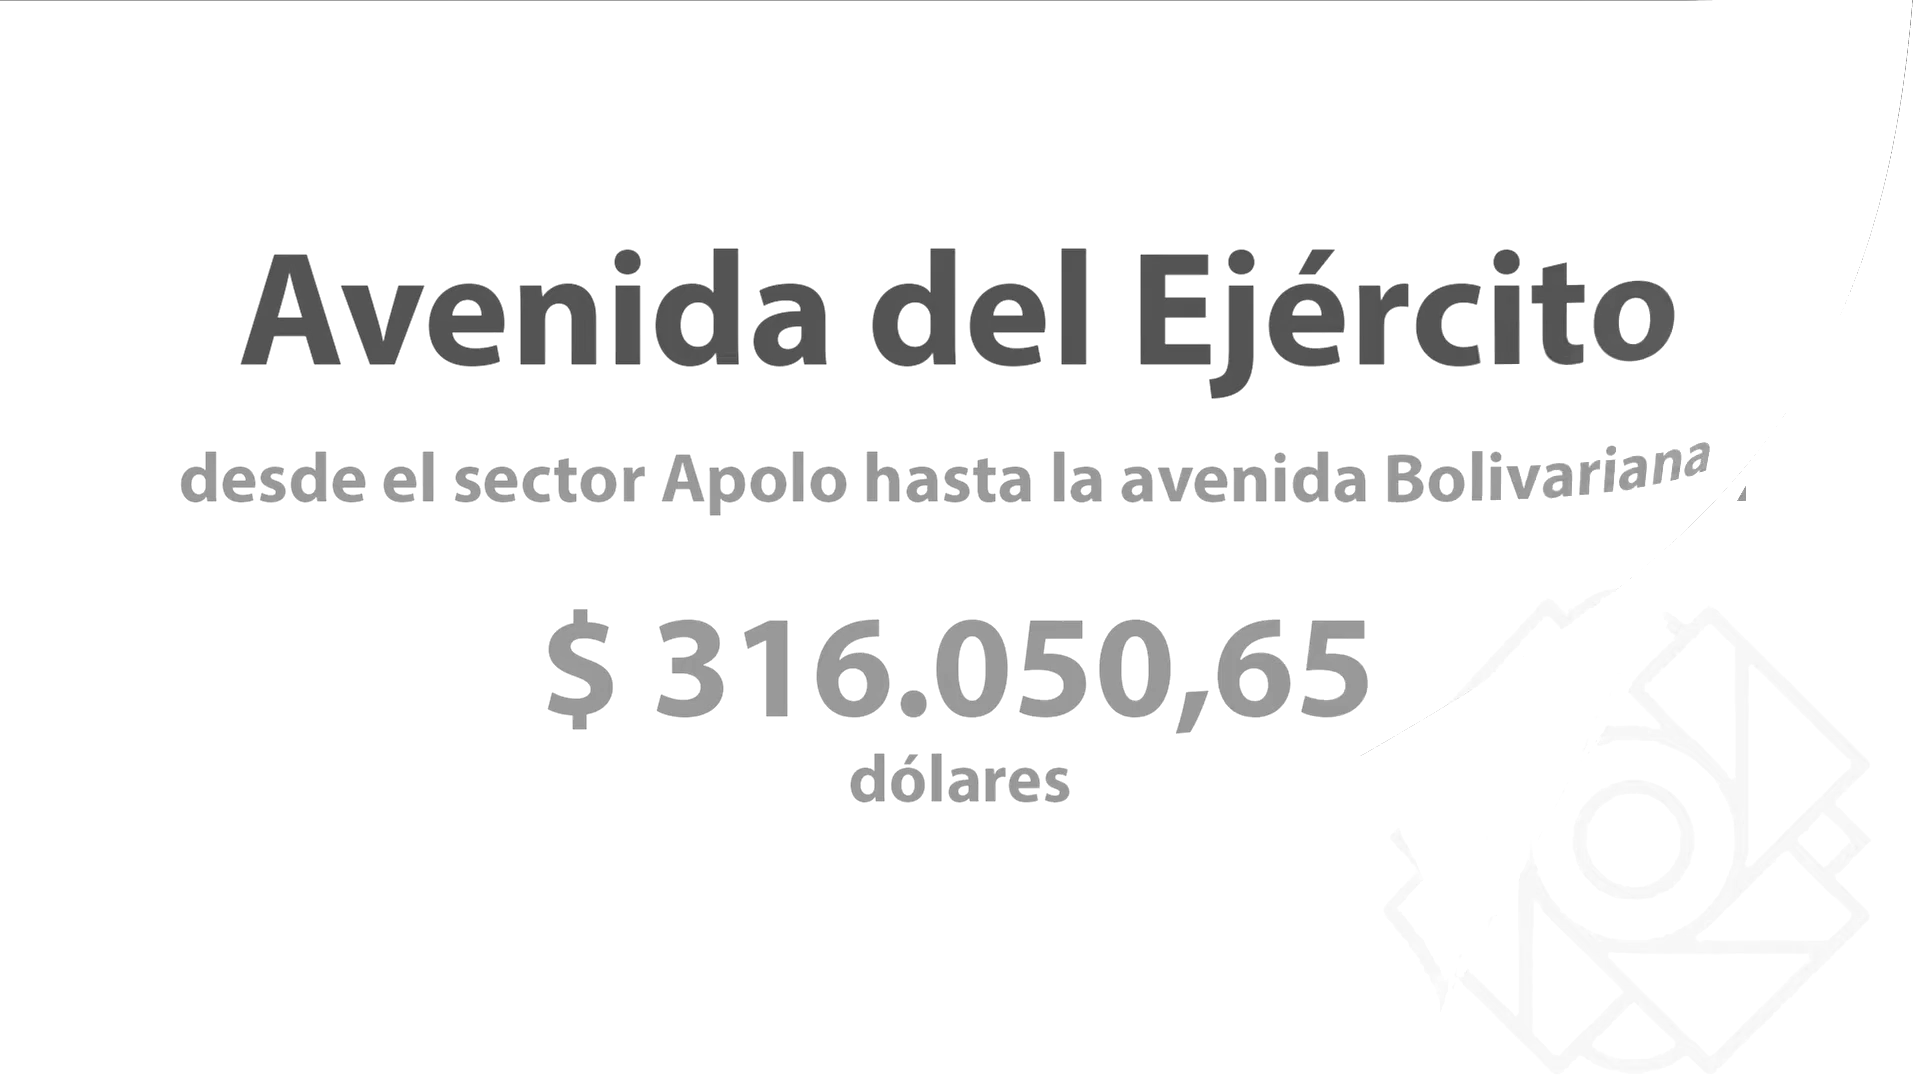 Avenida del Ejército
desde el sector Apolo hasta la avenida Bolivariana
$ 316.050,65
dólares